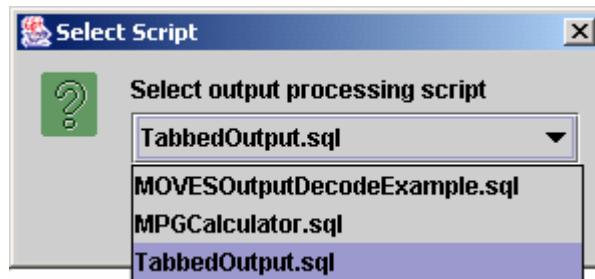 Select Script
Select output processing script
TabbedOutput.sql
MOVESOutputDecodeExample.sql
MPGCalculator.sql
TabbedOutput.sql